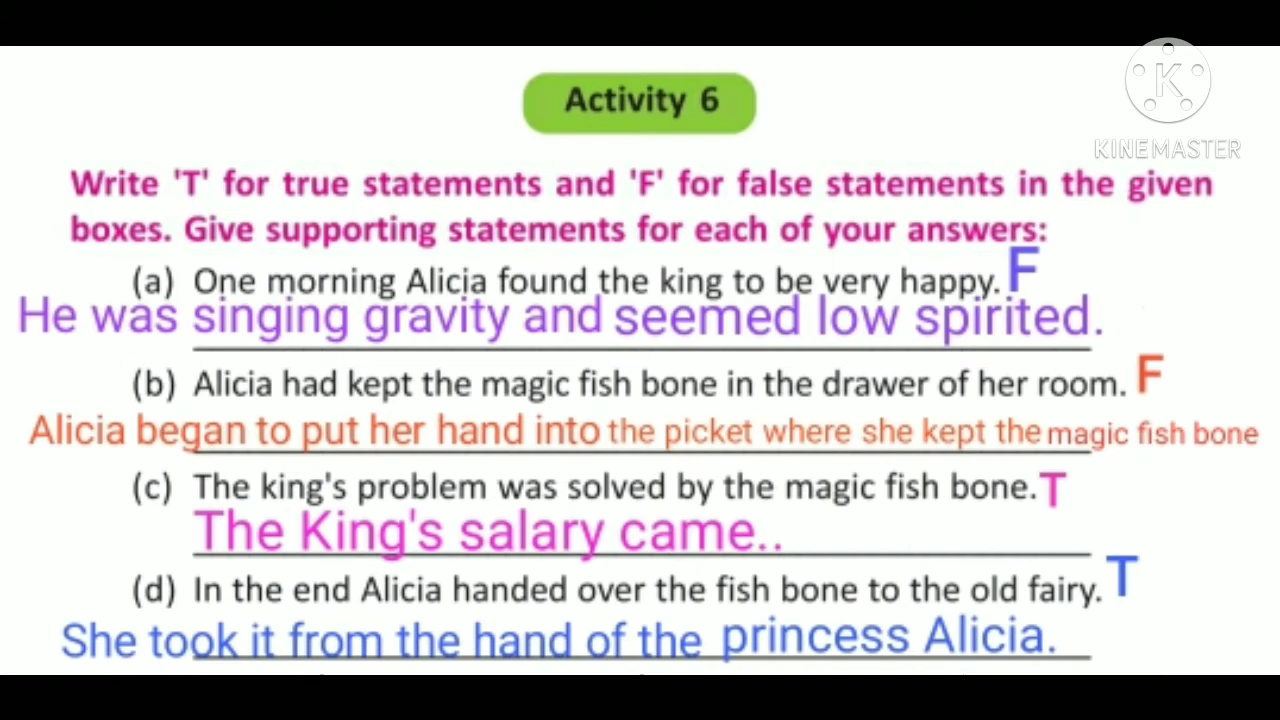 Activity 6
KINEMASTER
Write 'T' for true statements and 'F' for false statements in the given
boxes. Give supporting statements for each of your answers:
(a) One morning Alicia found the king to be very happy. F
He was singing gravity and seemed low spirited.
(b) Alicia had kept the magic fish bone in the drawer of her room. F
Alicia began to put her hand into the picket where she kept the magic fish bone
(c) The king's problem was solved by the magic fish bone. T
The King's salary came..
(d) In the end Alicia handed over the fish bone to the old fairy. T
She took it from the hand of the princess Alicia.